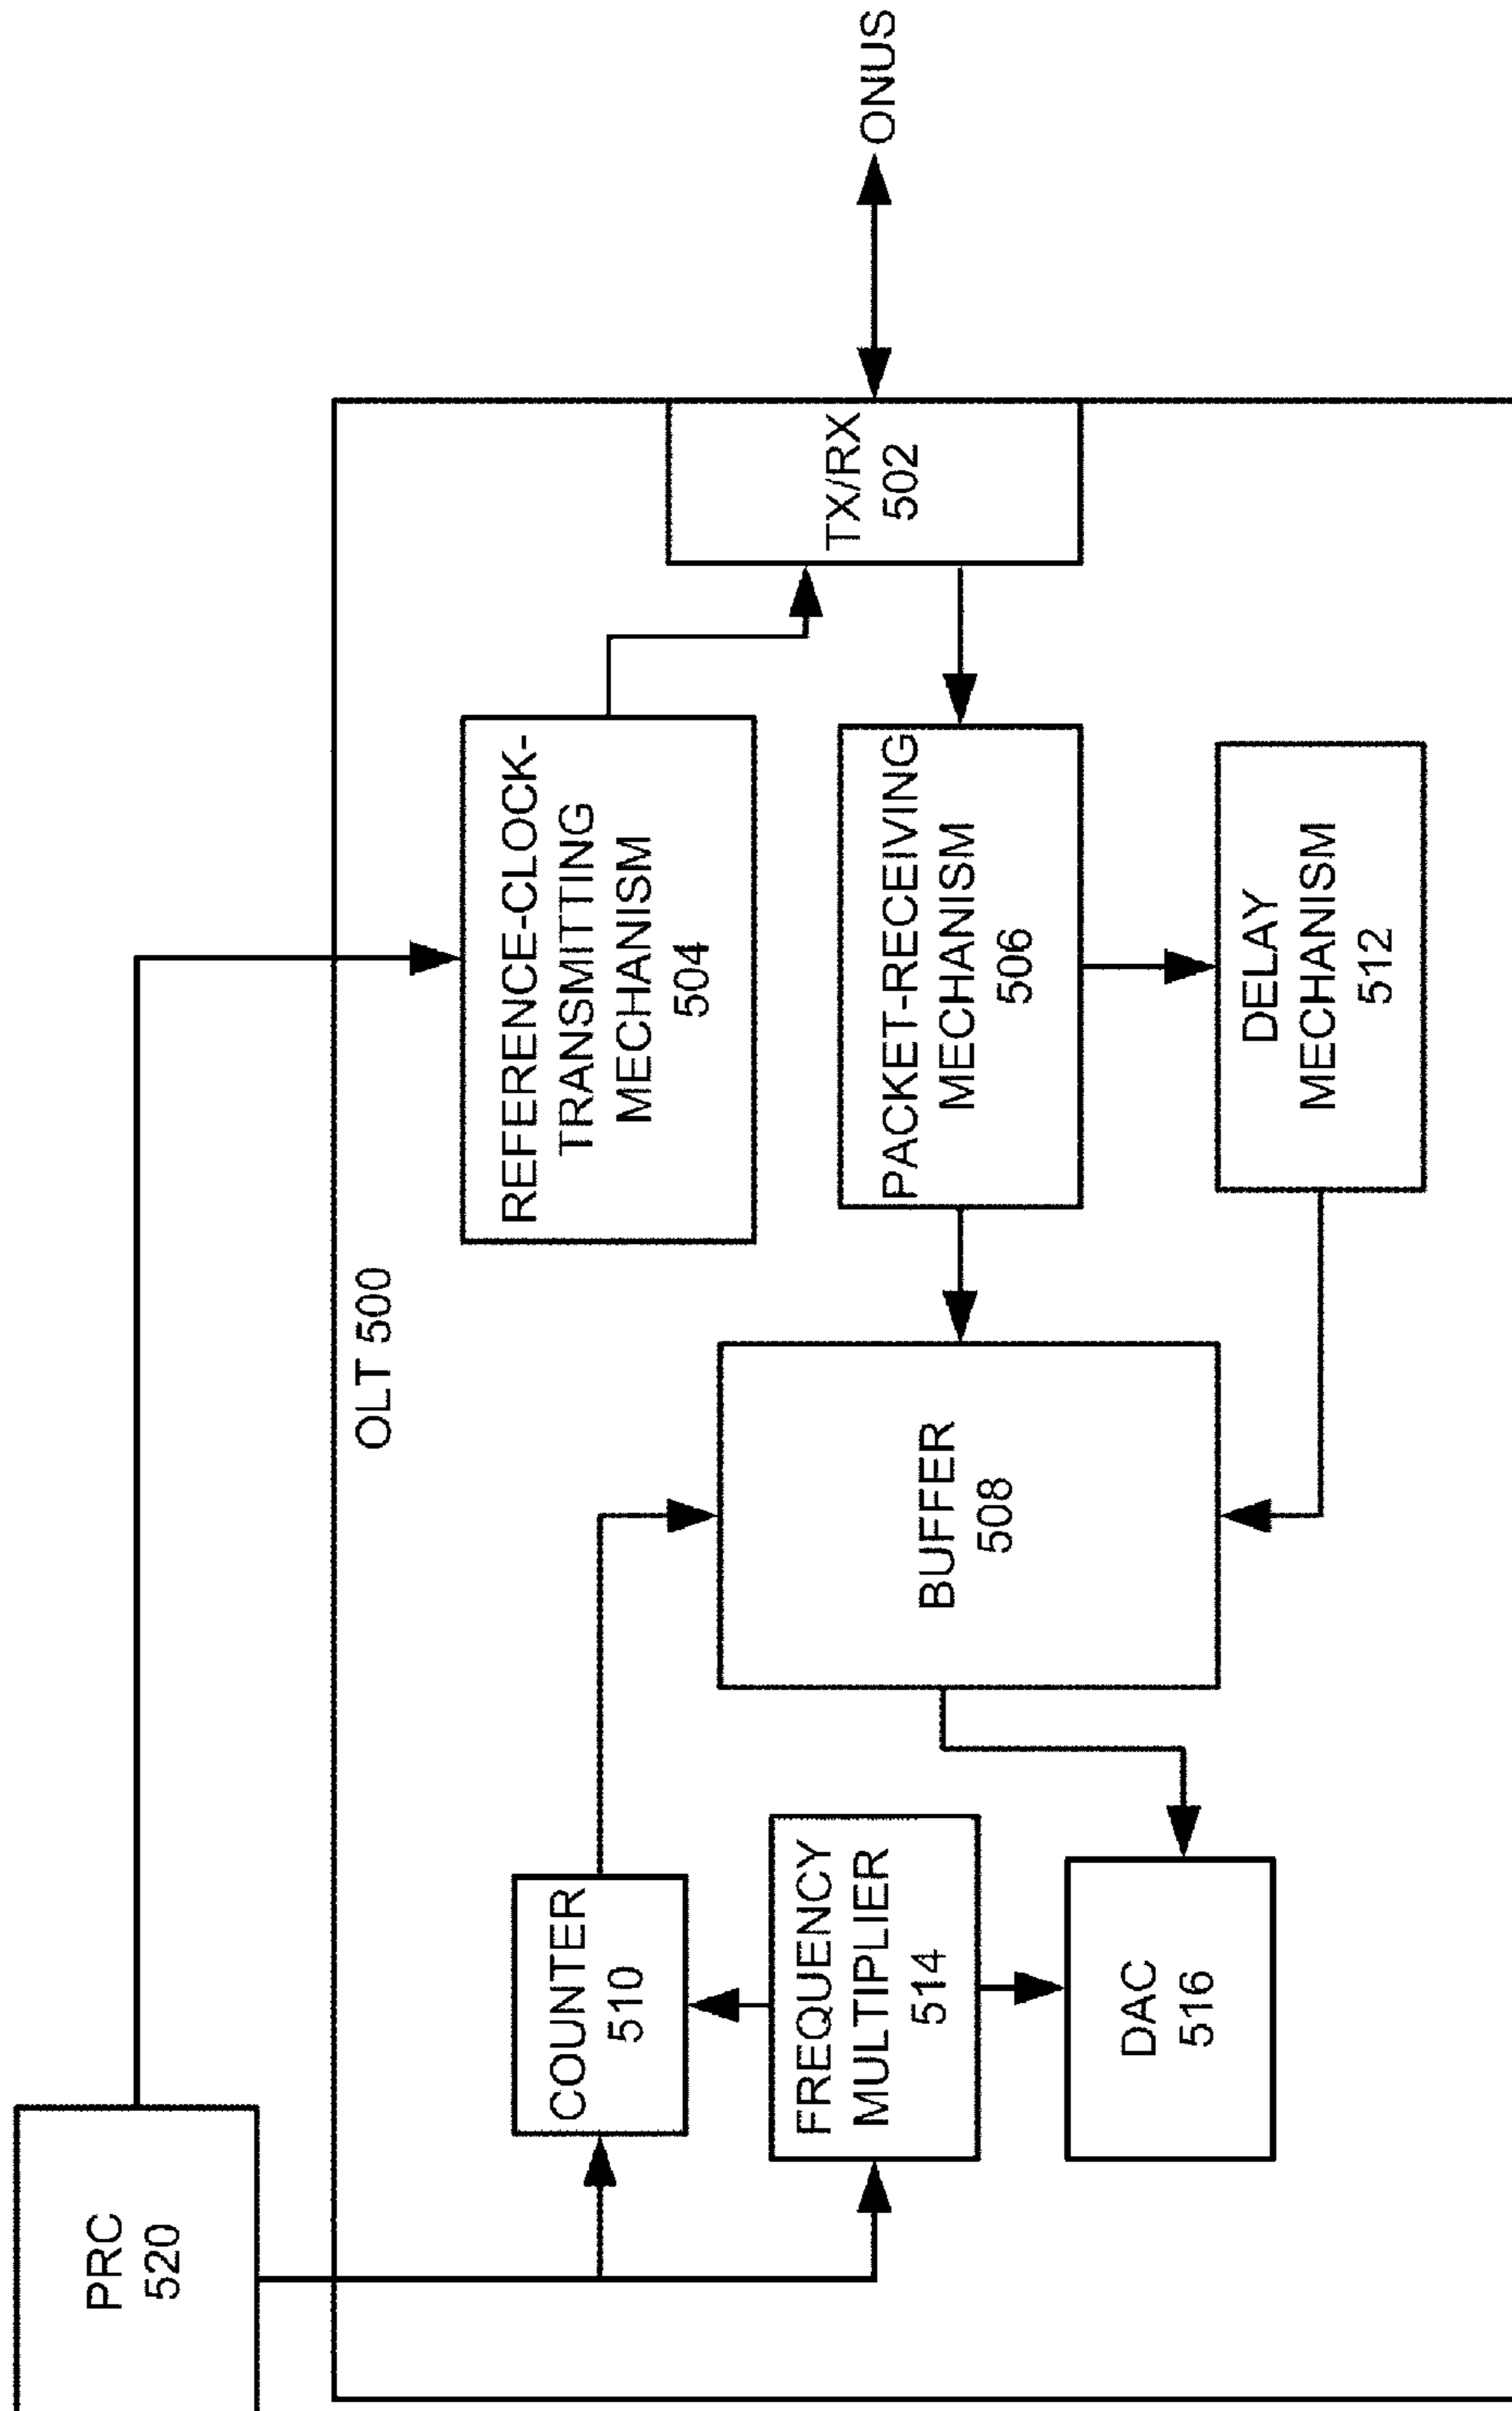 PRC
520
OLT 500
REFERENCE-CLOCK-
TRANSMITTING
MECHANISM
504
COUNTER
510
FREQUENCY
MULTIPLIER
514
BUFFER
508
PACKET-RECEIVING
MECHANISM
506
TX/RX
502
ONUS
DAC
516
DELAY
MECHANISM
512